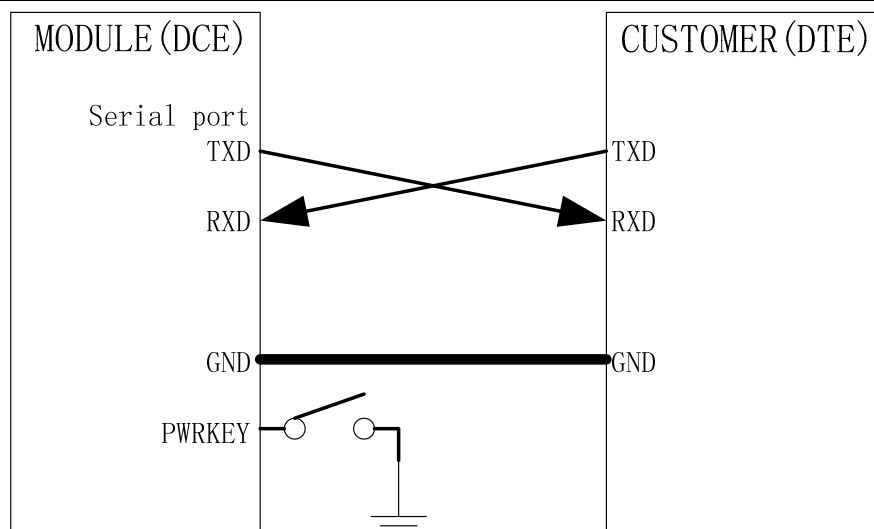 MODULE(DCE)
CUSTOMER(DTE)
Serial port
TXD
TXD
RXD
RXD
GND
GND
PWRKEY